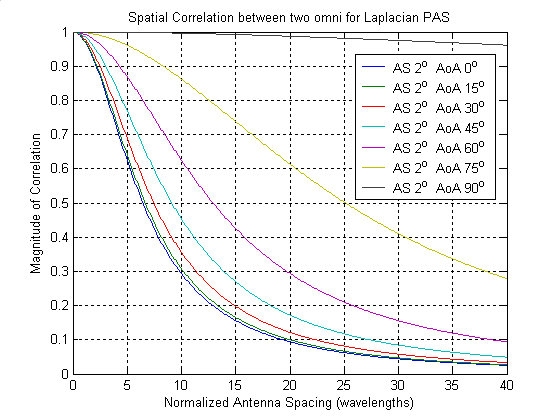 Spatial Correlation between two omni for Laplacian PAS
1
0.9
0.8
0.7
0.6
0.5
0.4
0.3
0.2
0.1
0
Magnitude of Correlation
AS 2° AoA 0°
AS 2° AoA 15°
AS 2° AoA 30°
AS 2° AoA 45°
AS 2° AoA 60°
AS 2° AoA 75°
AS 2° AoA 90°
0 5 10 15 20 25 30 35 40
Normalized Antenna Spacing (wavelengths)